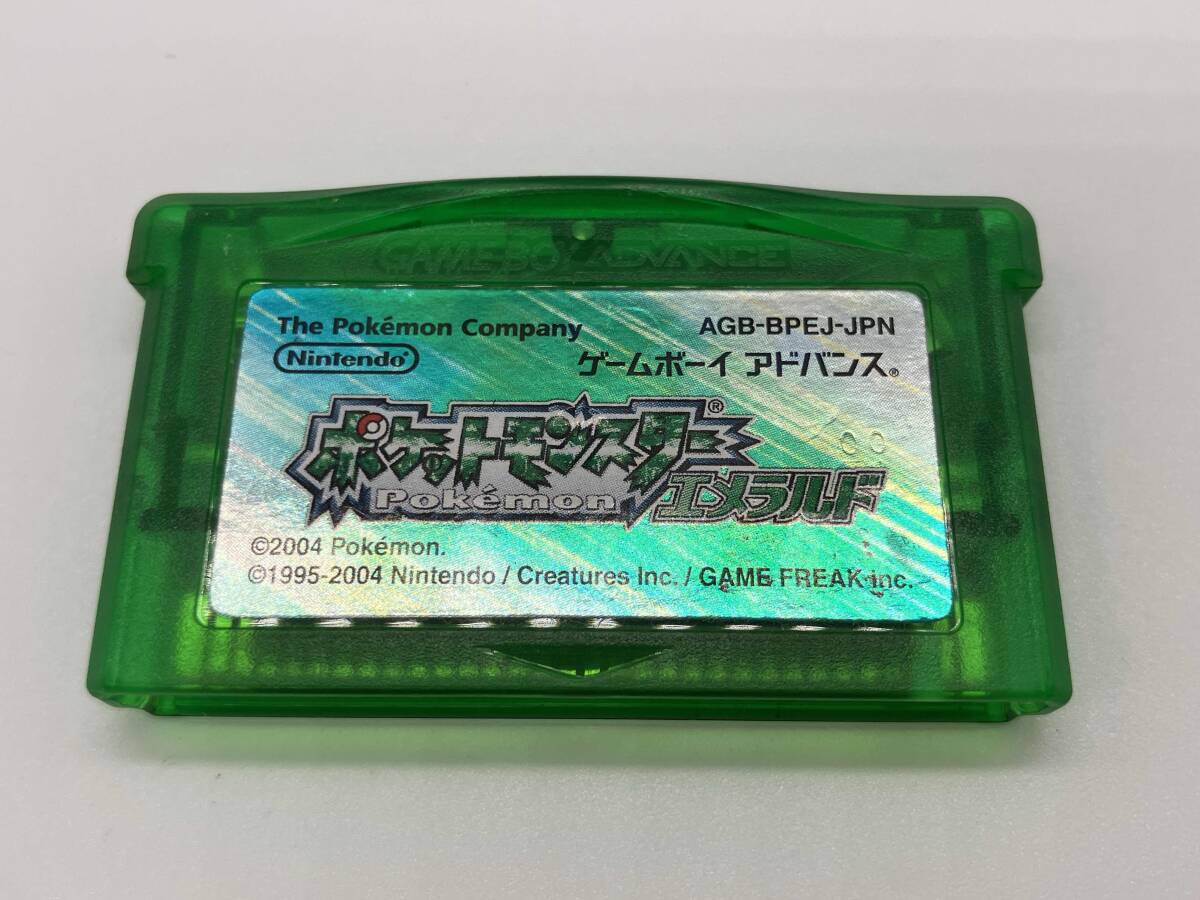 GAME BOY ADVANCE
The Pokémon Company AGB-BPEJ-JPN
Nintendo® ゲームボーイ アドバンス®
ポケットモンスター®
Pokémon エメラルド
00
©2004 Pokémon.
©1995-2004 Nintendo / Creatures Inc. / GAME FREAK inc.